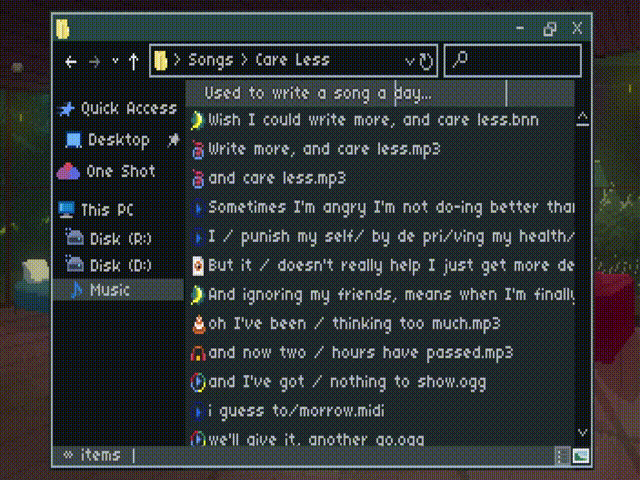 Songs > Care Less
Used to write a song a day...
Quick Access
Desktop
One Shot
This PC
Disk (R:)
Disk (D:)
Music
Wish I could write more, and care less.bnn
Write more, and care less.mp3
and care less.mp3
Sometimes I'm angry I'm not do-ing better than
I / punish my self/ by de pri/ving my health/
But it / doesn't really help I just get more de
And ignoring my friends, means when I'm finally
oh I've been / thinking too much.mp3
and now two / hours have passed.mp3
and I've got / nothing to show.ogg
i guess to/morrow.midi
we'll give it, another go.ogg
∞ items |